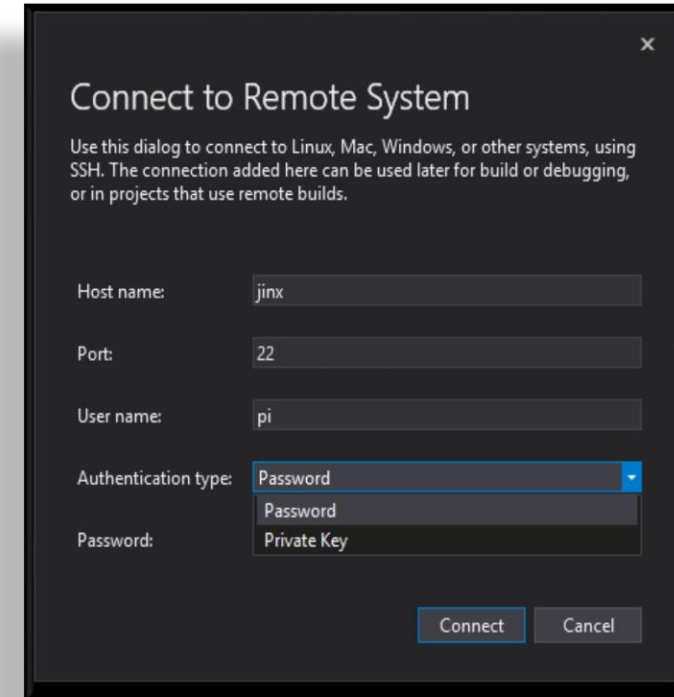 Connect to Remote System
Use this dialog to connect to Linux, Mac, Windows, or other systems, using
SSH. The connection added here can be used later for build or debugging,
or in projects that use remote builds.
Host name: jinx
Port: 22
User name: pi
Authentication type: Password
Password
Password: Private Key
Connect Cancel